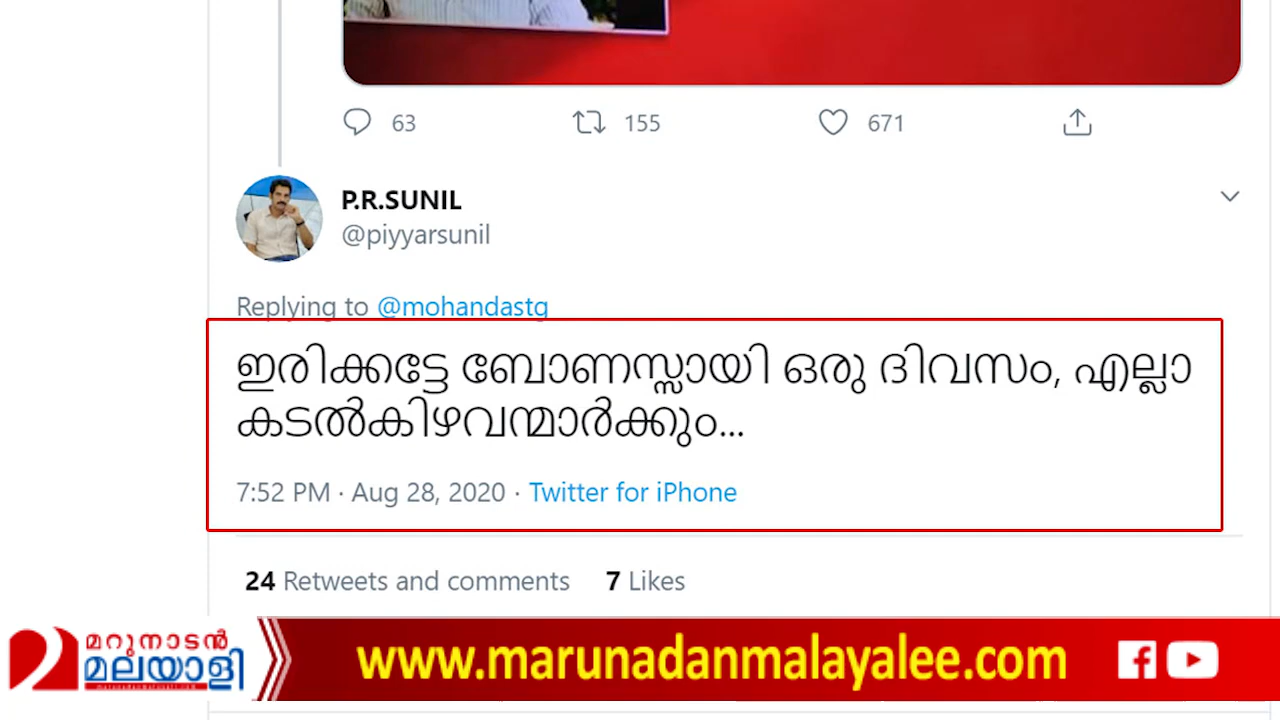 63 155 671
P.R.SUNIL
@piyyarsunil
Replying to @mohandastg
ഇരിക്കട്ടേ ബോണസ്സായി ഒരു ദിവസം, എല്ലാ
കടൽകിഴവന്മാർക്കും...
7:52 PM · Aug 28, 2020 · Twitter for iPhone
24 Retweets and comments 7 Likes
മറുനാടൻ
മലയാളി
www.marunadanmalayalee.com